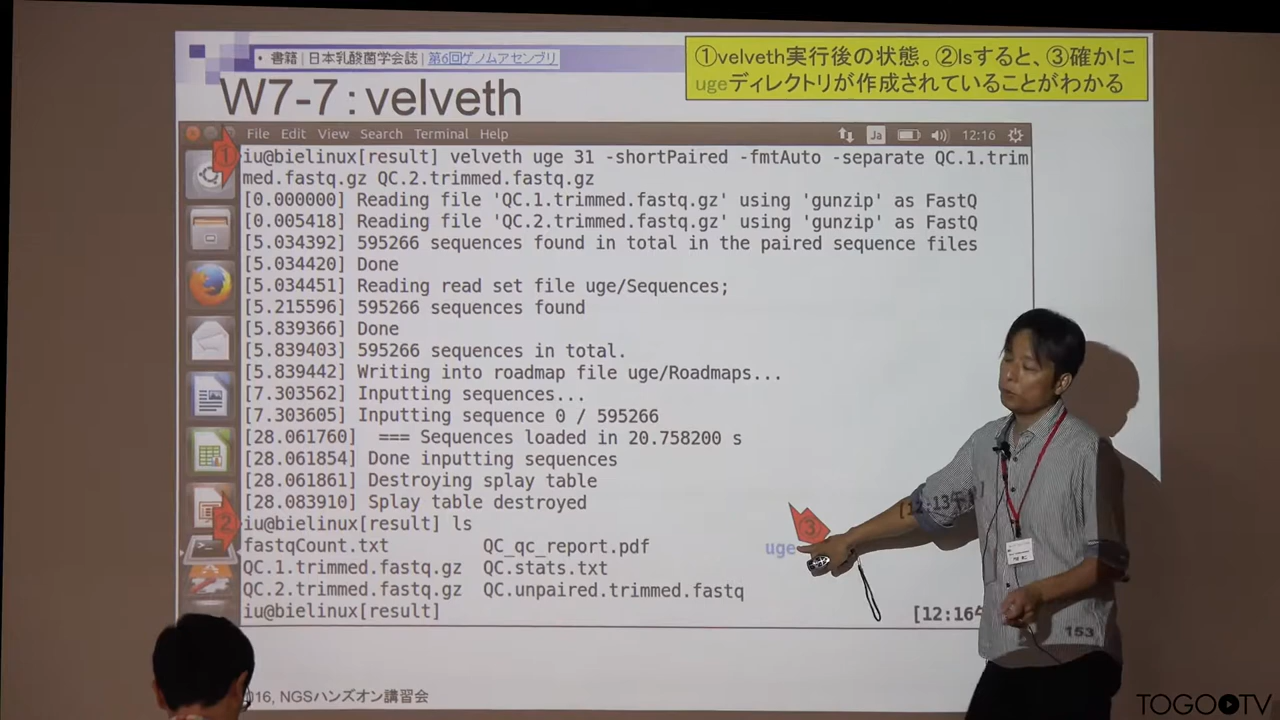 • 書籍 | 日本乳酸菌学会誌 | 第6回ゲノムアセンブリ
①velveth実行後の状態。②lsすると、③確かに
ugeディレクトリが作成されていることがわかる
W7-7：velveth
File Edit View Search Terminal Help
Ja
12:16
①
iu@bielinux[result] velveth uge 31 -shortPaired -fmtAuto -separate QC.1.trim
med.fastq.gz QC.2.trimmed.fastq.gz
[0.000000] Reading file 'QC.1.trimmed.fastq.gz' using 'gunzip' as FastQ
[0.005418] Reading file 'QC.2.trimmed.fastq.gz' using 'gunzip' as FastQ
[5.034392] 595266 sequences found in total in the paired sequence files
[5.034420] Done
[5.034451] Reading read set file uge/Sequences;
[5.215596] 595266 sequences found
[5.839366] Done
[5.839403] 595266 sequences in total.
[5.839442] Writing into roadmap file uge/Roadmaps...
[7.303562] Inputting sequences...
[7.303605] Inputting sequence 0 / 595266
[28.061760]  === Sequences loaded in 20.758200 s
[28.061854] Done inputting sequences
[28.061861] Destroying splay table
[28.083910] Splay table destroyed
[12:13午
②
iu@bielinux[result] ls
③
fastqCount.txt QC_qc_report.pdf uge
QC.1.trimmed.fastq.gz QC.stats.txt
QC.2.trimmed.fastq.gz QC.unpaired.trimmed.fastq
iu@bielinux[result] [12:16
153
016, NGSハンズオン講習会
TOGOTV